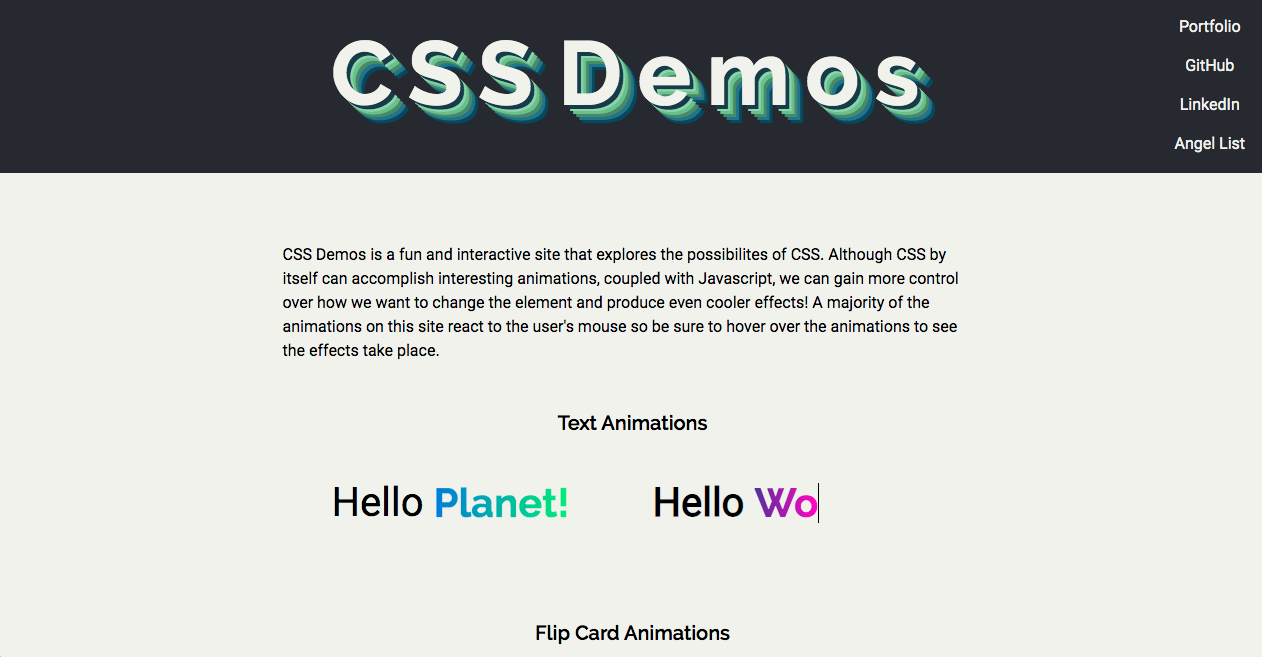 CSS Demos
Portfolio
GitHub
LinkedIn
Angel List
CSS Demos is a fun and interactive site that explores the possibilites of CSS. Although CSS by
itself can accomplish interesting animations, coupled with Javascript, we can gain more control
over how we want to change the element and produce even cooler effects! A majority of the
animations on this site react to the user's mouse so be sure to hover over the animations to see
the effects take place.
Text Animations
Hello Planet!
Hello Wo
Flip Card Animations